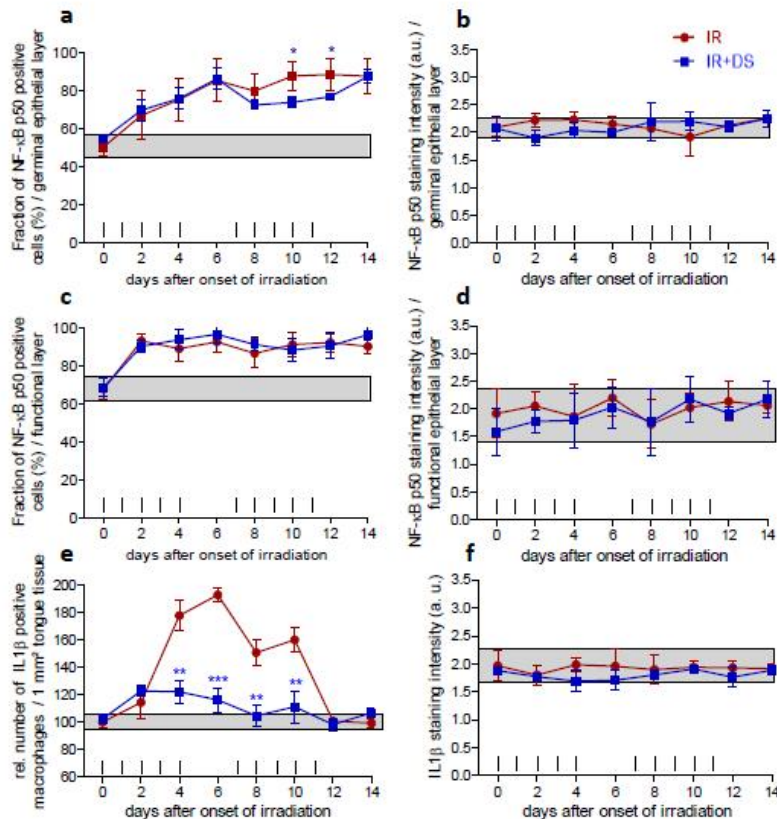 a
Fraction of NF-κB p50 positive
cells (%) / germinal epithelial layer
100
80
60
40
20
0
* *
0 2 4 6 8 10 12 14
days after onset of irradiation
b
NF-κB p50 staining intensity (a.u.) /
germinal epithelial layer
3.5
3.0
2.5
2.0
1.5
1.0
0.5
0.0
IR
IR+DS
0 2 4 6 8 10 12 14
days after onset of irradiation
c
Fraction of NF-κB p50 positive
cells (%) / functional layer
100
80
60
40
20
0
0 2 4 6 8 10 12 14
days after onset of irradiation
d
NF-κB p50 staining intensity (a.u.) /
functional epithelial layer
3.5
3.0
2.5
2.0
1.5
1.0
0.5
0.0
0 2 4 6 8 10 12 14
days after onset of irradiation
e
rel. number of IL1β positive
macrophages / 1 mm² tongue tissue
200
180
160
140
120
100
80
60
** *** ** **
0 2 4 6 8 10 12 14
days after onset of irradiation
f
IL1β staining intensity (a. u.)
3.5
3.0
2.5
2.0
1.5
1.0
0.5
0.0
0 2 4 6 8 10 12 14
days after onset of irradiation